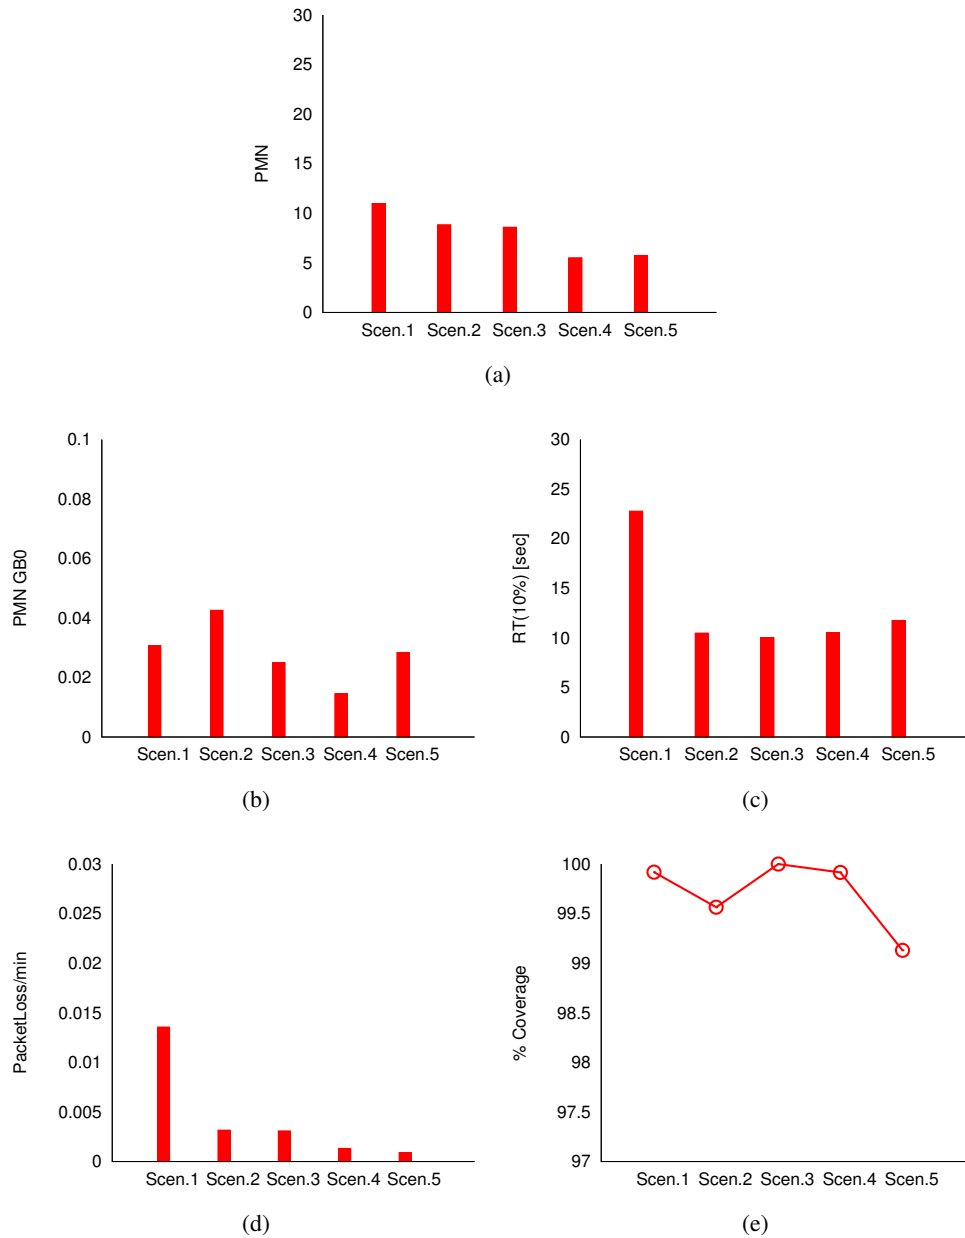 30
25
20
15
10
5
0
PMN
Scen.1 Scen.2 Scen.3 Scen.4 Scen.5
(a)
0.1
0.08
0.06
0.04
0.02
0
PMN GB0
Scen.1 Scen.2 Scen.3 Scen.4 Scen.5
(b)
30
25
20
15
10
5
0
RT(10%) [sec]
Scen.1 Scen.2 Scen.3 Scen.4 Scen.5
(c)
0.03
0.025
0.02
0.015
0.01
0.005
0
PacketLoss/min
Scen.1 Scen.2 Scen.3 Scen.4 Scen.5
(d)
100
99.5
99
98.5
98
97.5
97
% Coverage
Scen.1 Scen.2 Scen.3 Scen.4 Scen.5
(e)